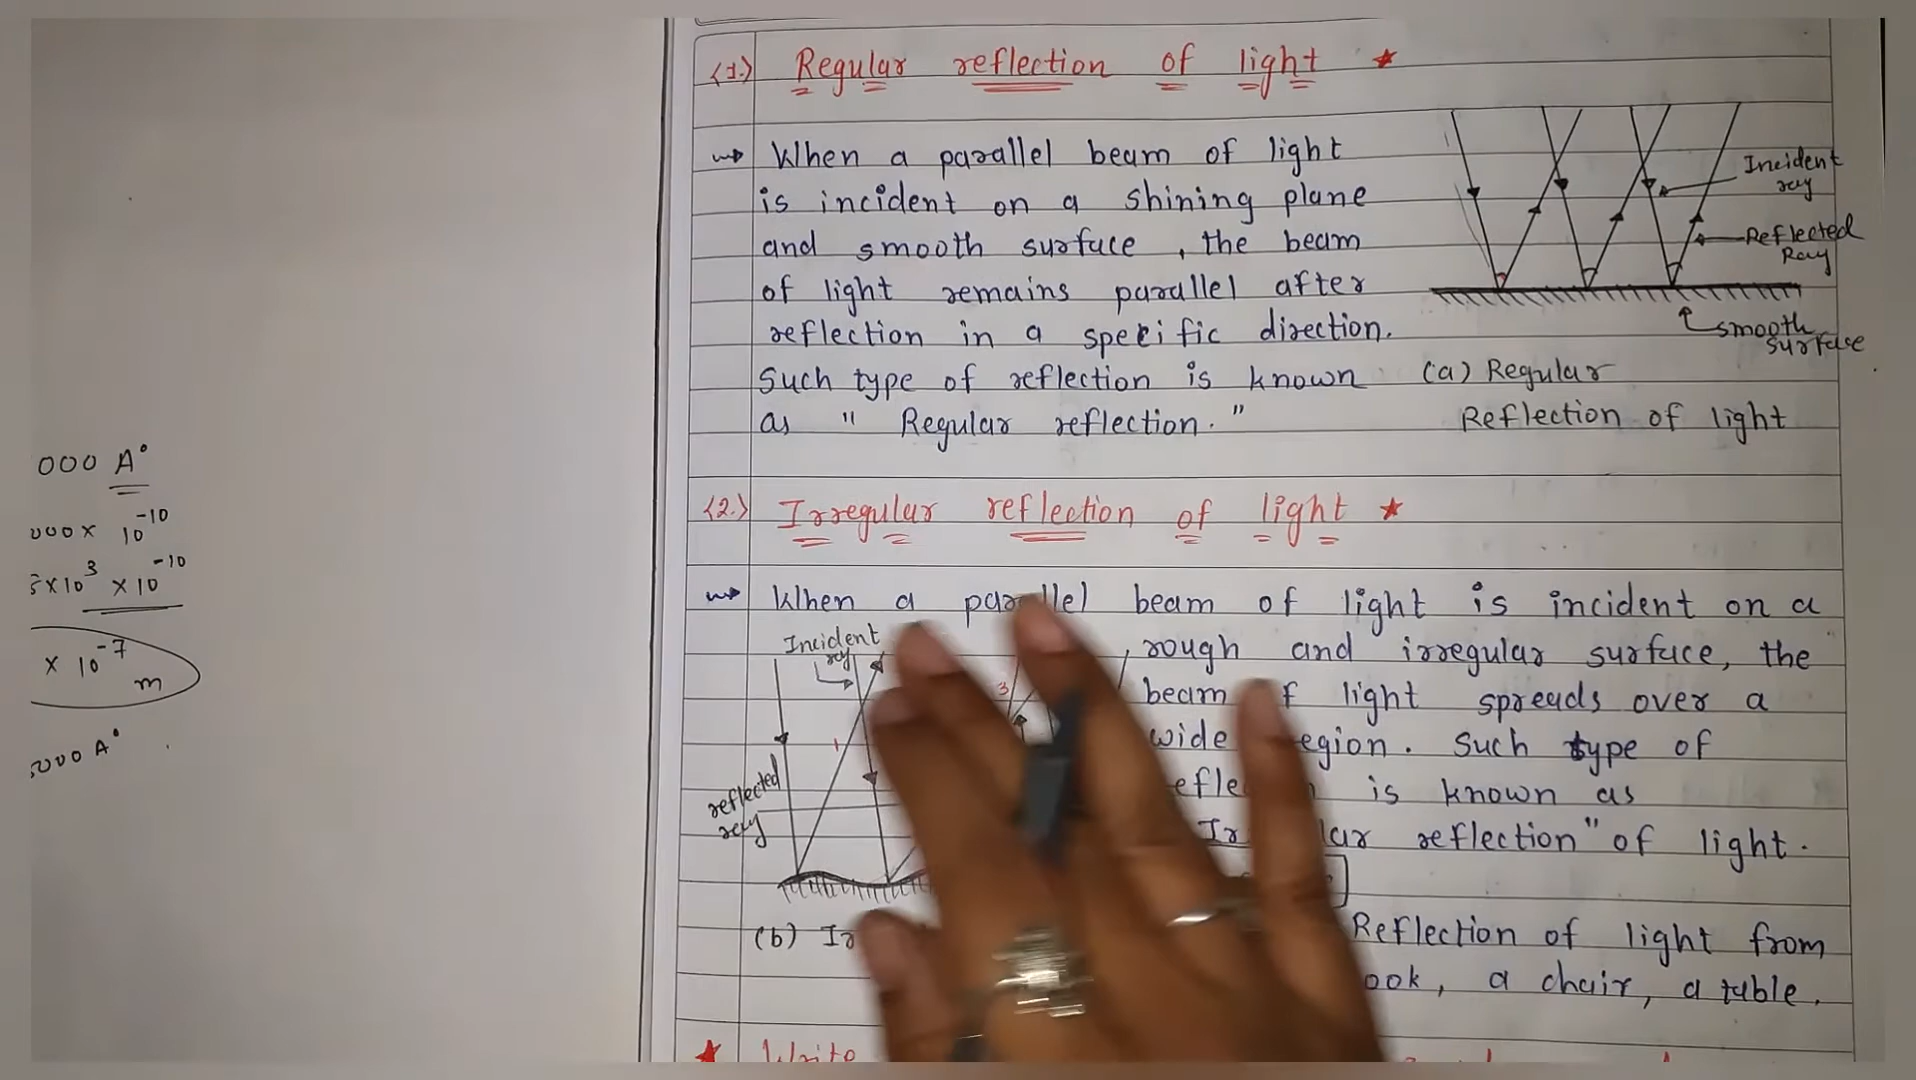 000 A°
000 x 10^-10
5x10^3 x 10^-10
x 10^-7 m
000 A°
(1.) Regular reflection of light ★
When a parallel beam of light
is incident on a shining plane
and smooth surface, the beam
of light remains parallel after
reflection in a specific direction.
Such type of reflection is known
as " Regular reflection."
Incident
ray
Reflected
Ray
smooth
surface
(a) Regular
Reflection of light
(2.) Irregular reflection of light ★
When a parallel beam of light is incident on a
rough and irregular surface, the
beam of light spreads over a
wide region. Such type of
is known as
reflection" of light.
Incident
ray
1
3
reflected
ray
(b)
Reflection of light from
a chair, a table.
★ Write